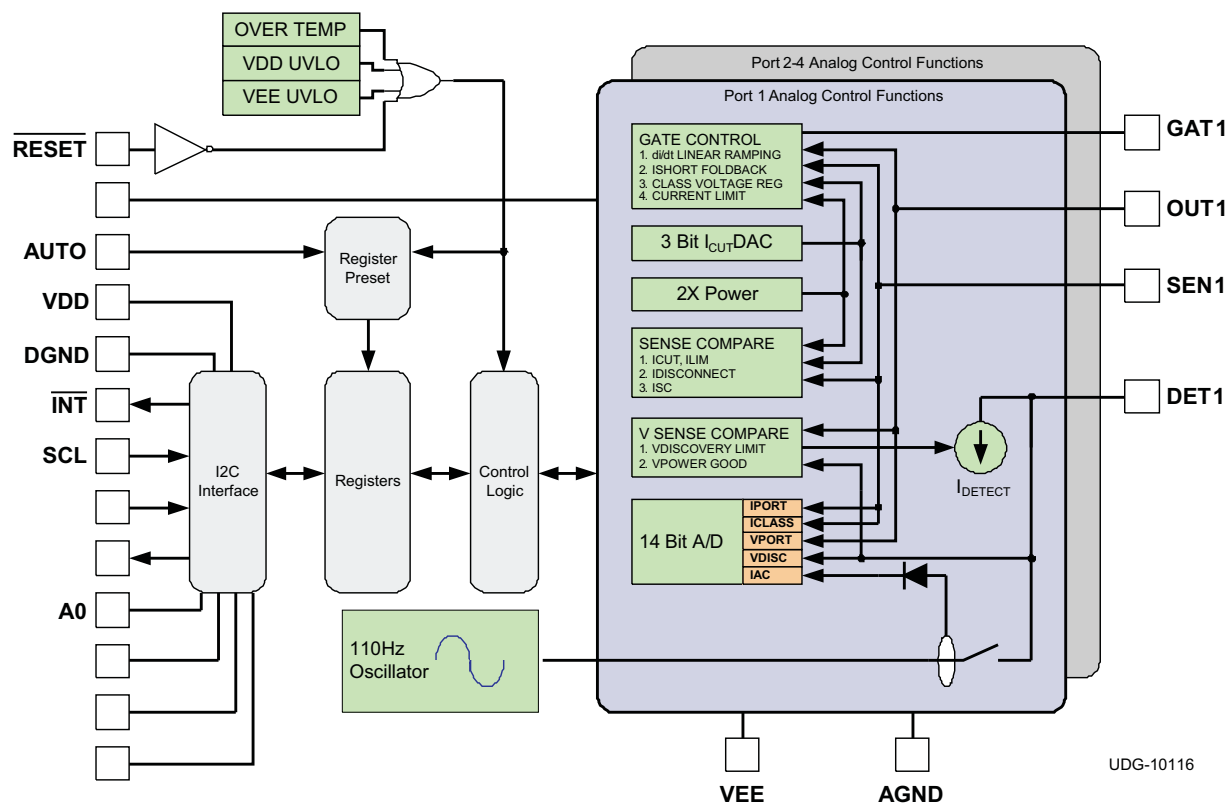 OVER TEMP
VDD UVLO
VEE UVLO
RESET
AUTO
VDD
DGND
INT
SCL
A0
Register
Preset
I2C
Interface
Registers
Control
Logic
110Hz
Oscillator
Port 2-4 Analog Control Functions
Port 1 Analog Control Functions
GATE CONTROL
1. di/dt LINEAR RAMPING
2. ISHORT FOLDBACK
3. CLASS VOLTAGE REG
4. CURRENT LIMIT
3 Bit ICUTDAC
2X Power
SENSE COMPARE
1. ICUT, ILIM
2. IDISCONNECT
3. ISC
V SENSE COMPARE
1. VDISCOVERY LIMIT
2. VPOWER GOOD
IDETECT
14 Bit A/D
IPORT
ICLASS
VPORT
VDISC
IAC
GAT1
OUT1
SEN1
DET1
VEE
AGND
UDG-10116